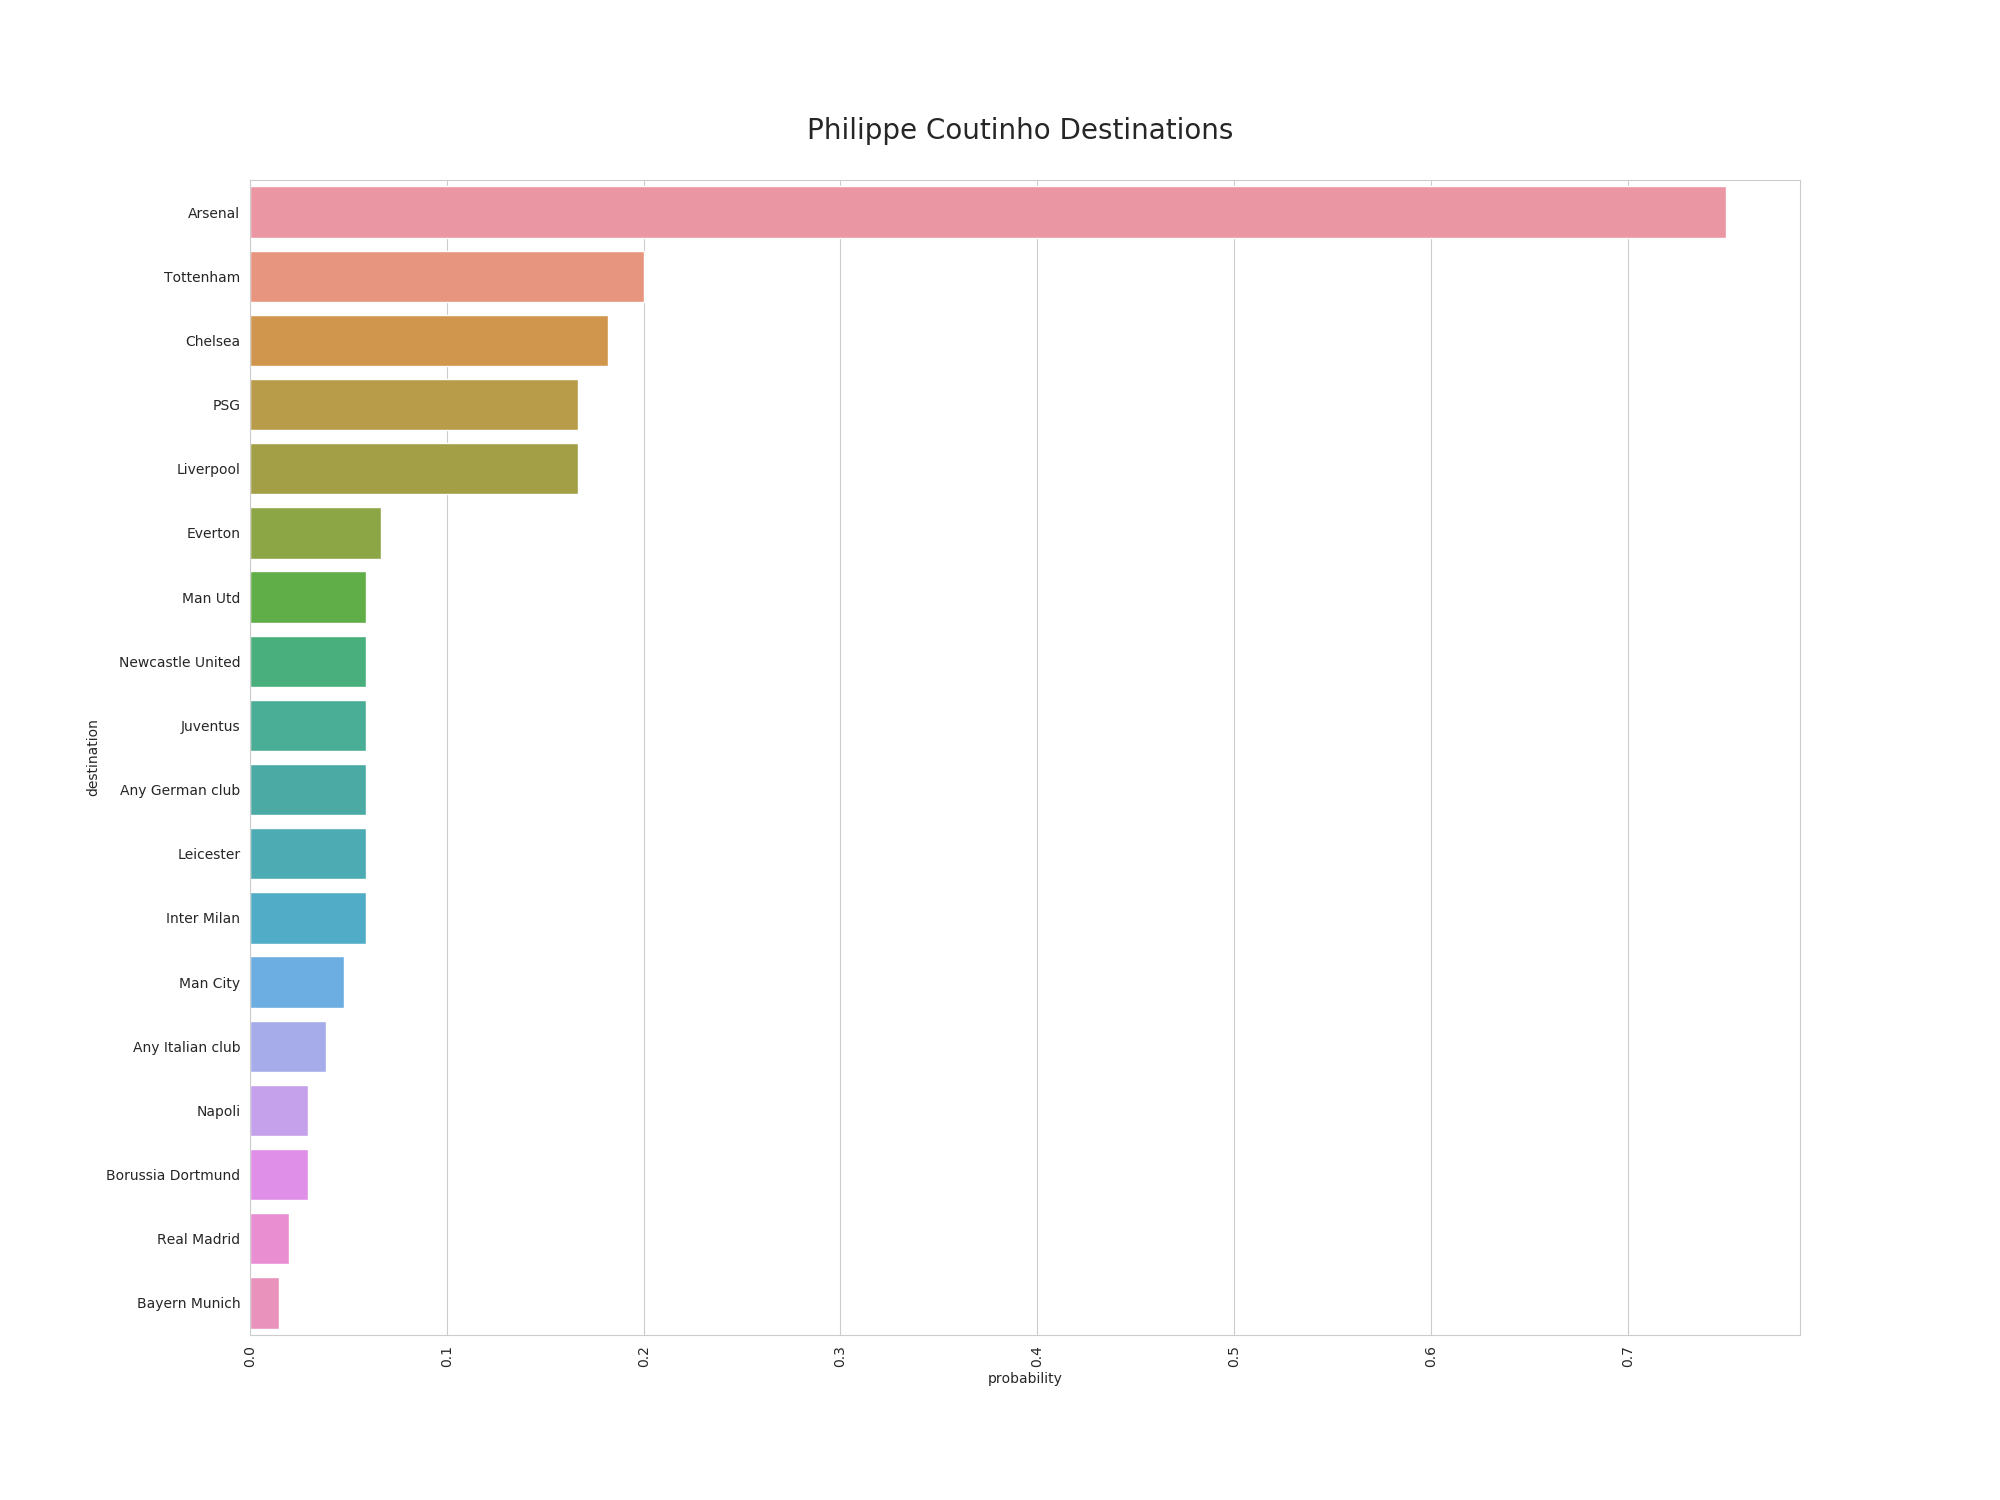 Philippe Coutinho Destinations
Arsenal
Tottenham
Chelsea
PSG
Liverpool
Everton
Man Utd
Newcastle United
Juventus
Any German club
Leicester
Inter Milan
Man City
Any Italian club
Napoli
Borussia Dortmund
Real Madrid
Bayern Munich
destination
0.0
0.1
0.2
0.3
0.4
0.5
0.6
0.7
probability